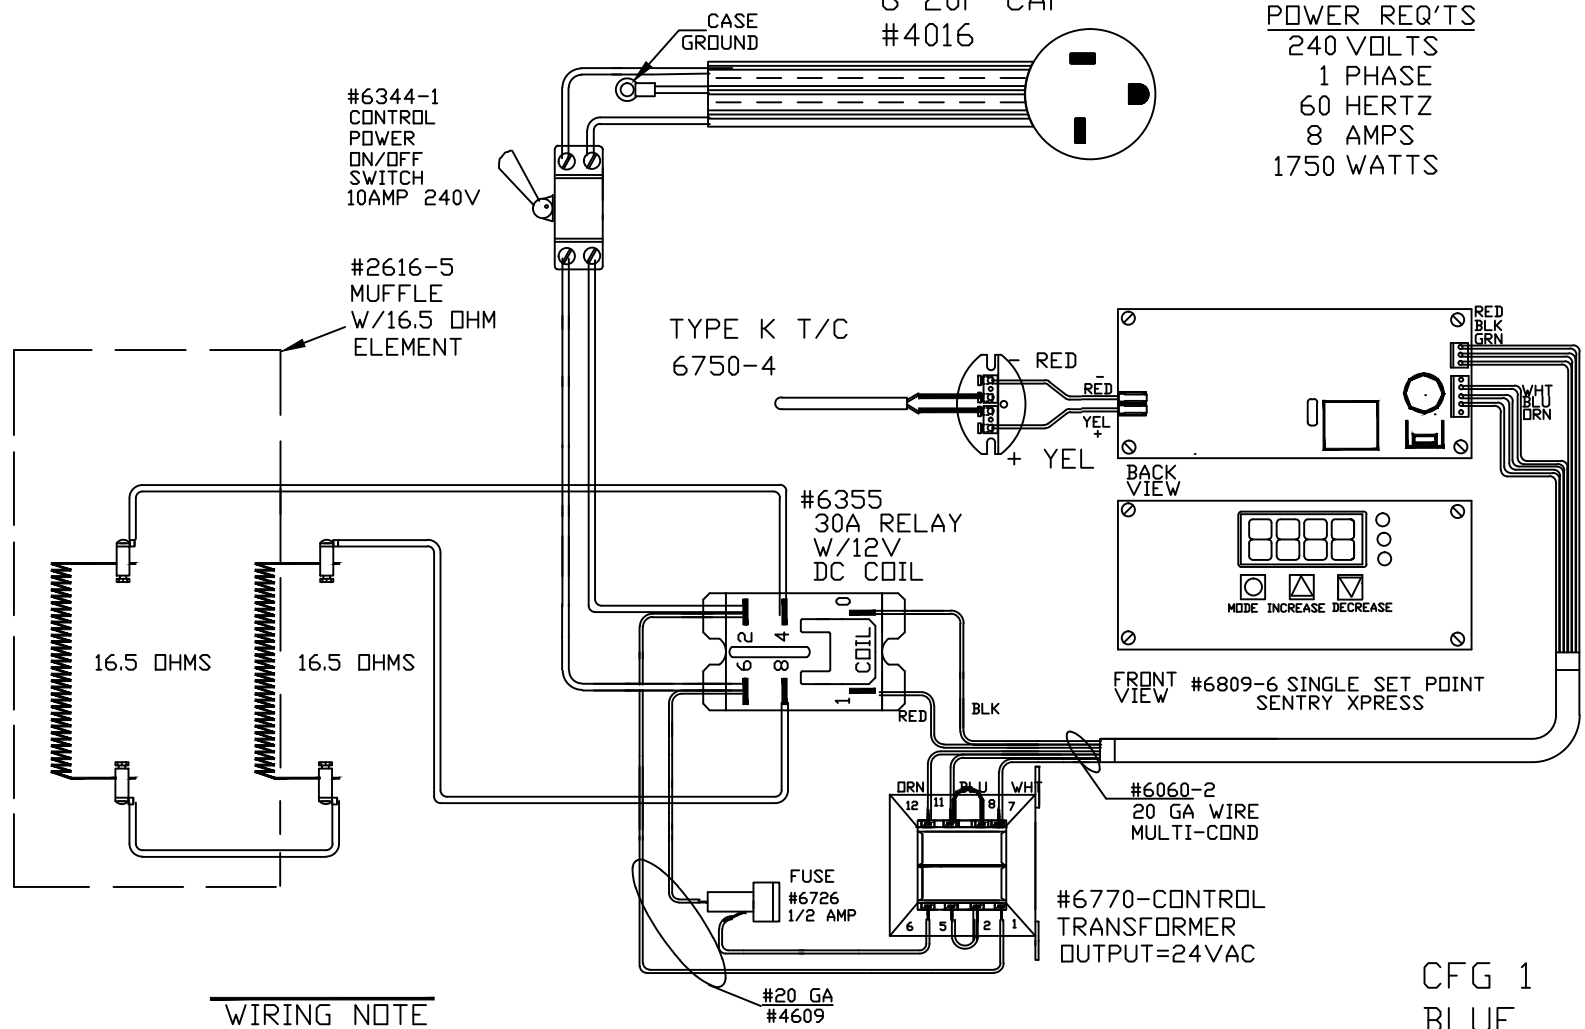 CASE
GROUND
#4016
POWER REQ'TS
240 VOLTS
1 PHASE
60 HERTZ
8 AMPS
1750 WATTS
#6344-1
CONTROL
POWER
ON/OFF
SWITCH
10AMP 240V
#2616-5
MUFFLE
W/16.5 OHM
ELEMENT
TYPE K T/C
6750-4
- RED
-
RED
YEL
+
+ YEL
RED
BLK
GRN
WHT
BLU
ORN
BACK
VIEW
#6355
30A RELAY
W/12V
DC COIL
MODE INCREASE DECREASE
FRONT
VIEW
#6809-6 SINGLE SET POINT
SENTRY XPRESS
16.5 OHMS
16.5 OHMS
2 4
6 8
0
COIL
1
RED
BLK
ORN
BLU
WHT
12 11 8 7
6 5 2 1
#6060-2
20 GA WIRE
MULTI-COND
FUSE
#6726
1/2 AMP
#6770-CONTROL
TRANSFORMER
OUTPUT=24VAC
#20 GA
#4609
WIRING NOTE
CFG 1
BLUE